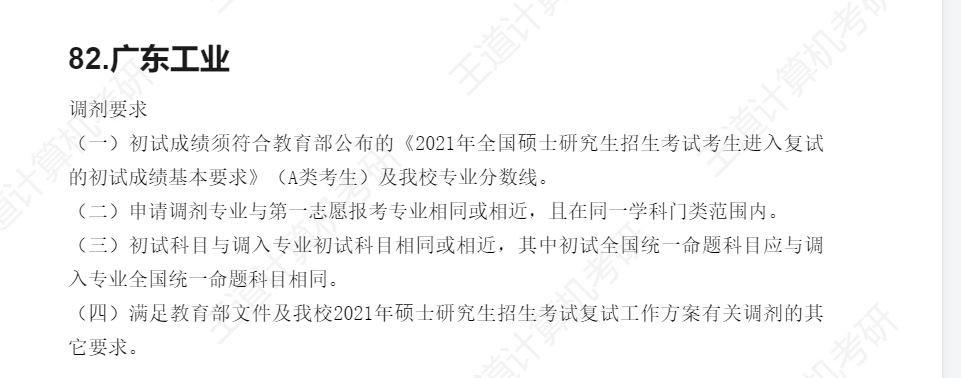 82.广东工业
调剂要求
（一）初试成绩须符合教育部公布的《2021年全国硕士研究生招生考试考生进入复试
的初试成绩基本要求》（A类考生）及我校专业分数线。
（二）申请调剂专业与第一志愿报考专业相同或相近，且在同一学科门类范围内。
（三）初试科目与调入专业初试科目相同或相近，其中初试全国统一命题科目应与调
入专业全国统一命题科目相同。
（四）满足教育部文件及我校2021年硕士研究生招生考试复试工作方案有关调剂的其
它要求。
王道计算机考研
王道计算机考研
王道计算机考研
王道计算机考研
道计算机考研
机考研